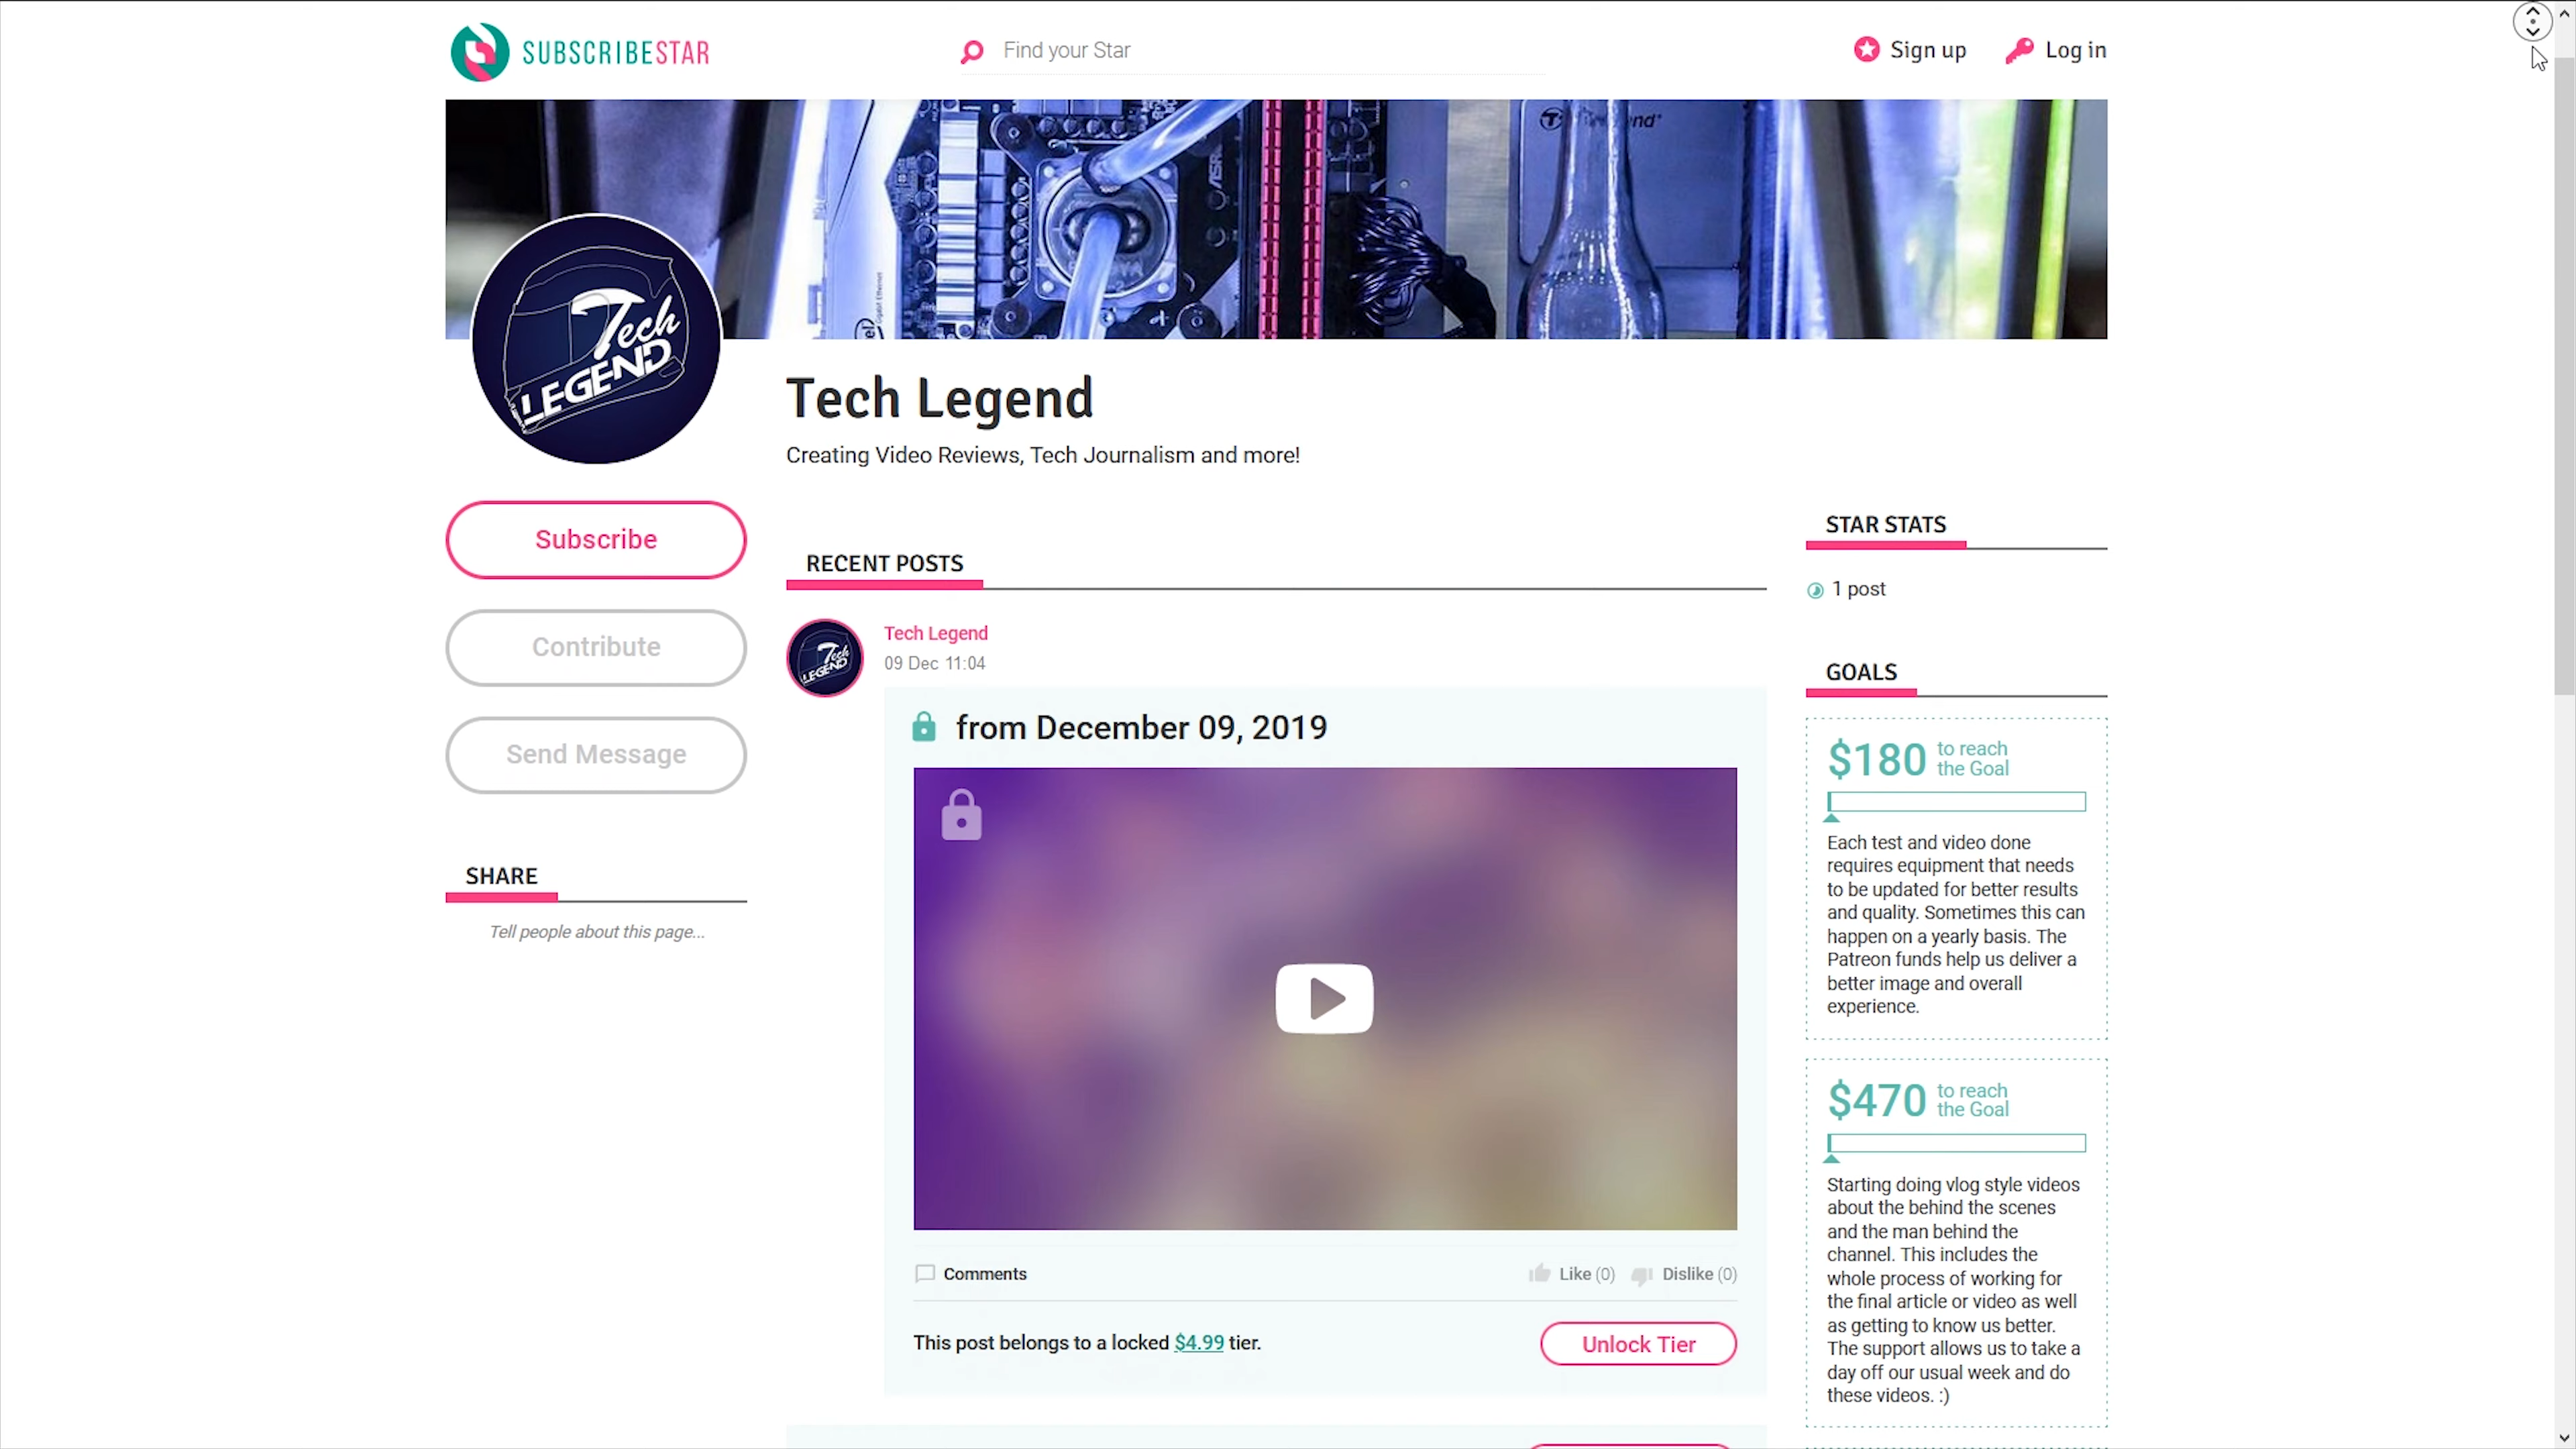 SUBSCRIBESTAR
Find your Star
Sign up
Log in
Tech
LEGEND
Tech Legend
Creating Video Reviews, Tech Journalism and more!
Subscribe
Contribute
Send Message
SHARE
Tell people about this page...
RECENT POSTS
Tech
LEGEND
Tech Legend
09 Dec 11:04
from December 09, 2019
Comments
Like (0)
Dislike (0)
This post belongs to a locked $4.99 tier.
Unlock Tier
STAR STATS
1 post
GOALS
$180 to reach
the Goal
Each test and video done
requires equipment that needs
to be updated for better results
and quality. Sometimes this can
happen on a yearly basis. The
Patreon funds help us deliver a
better image and overall
experience.
$470 to reach
the Goal
Starting doing vlog style videos
about the behind the scenes
and the man behind the
channel. This includes the
whole process of working for
the final article or video as well
as getting to know us better.
The support allows us to take a
day off our usual week and do
these videos. :)